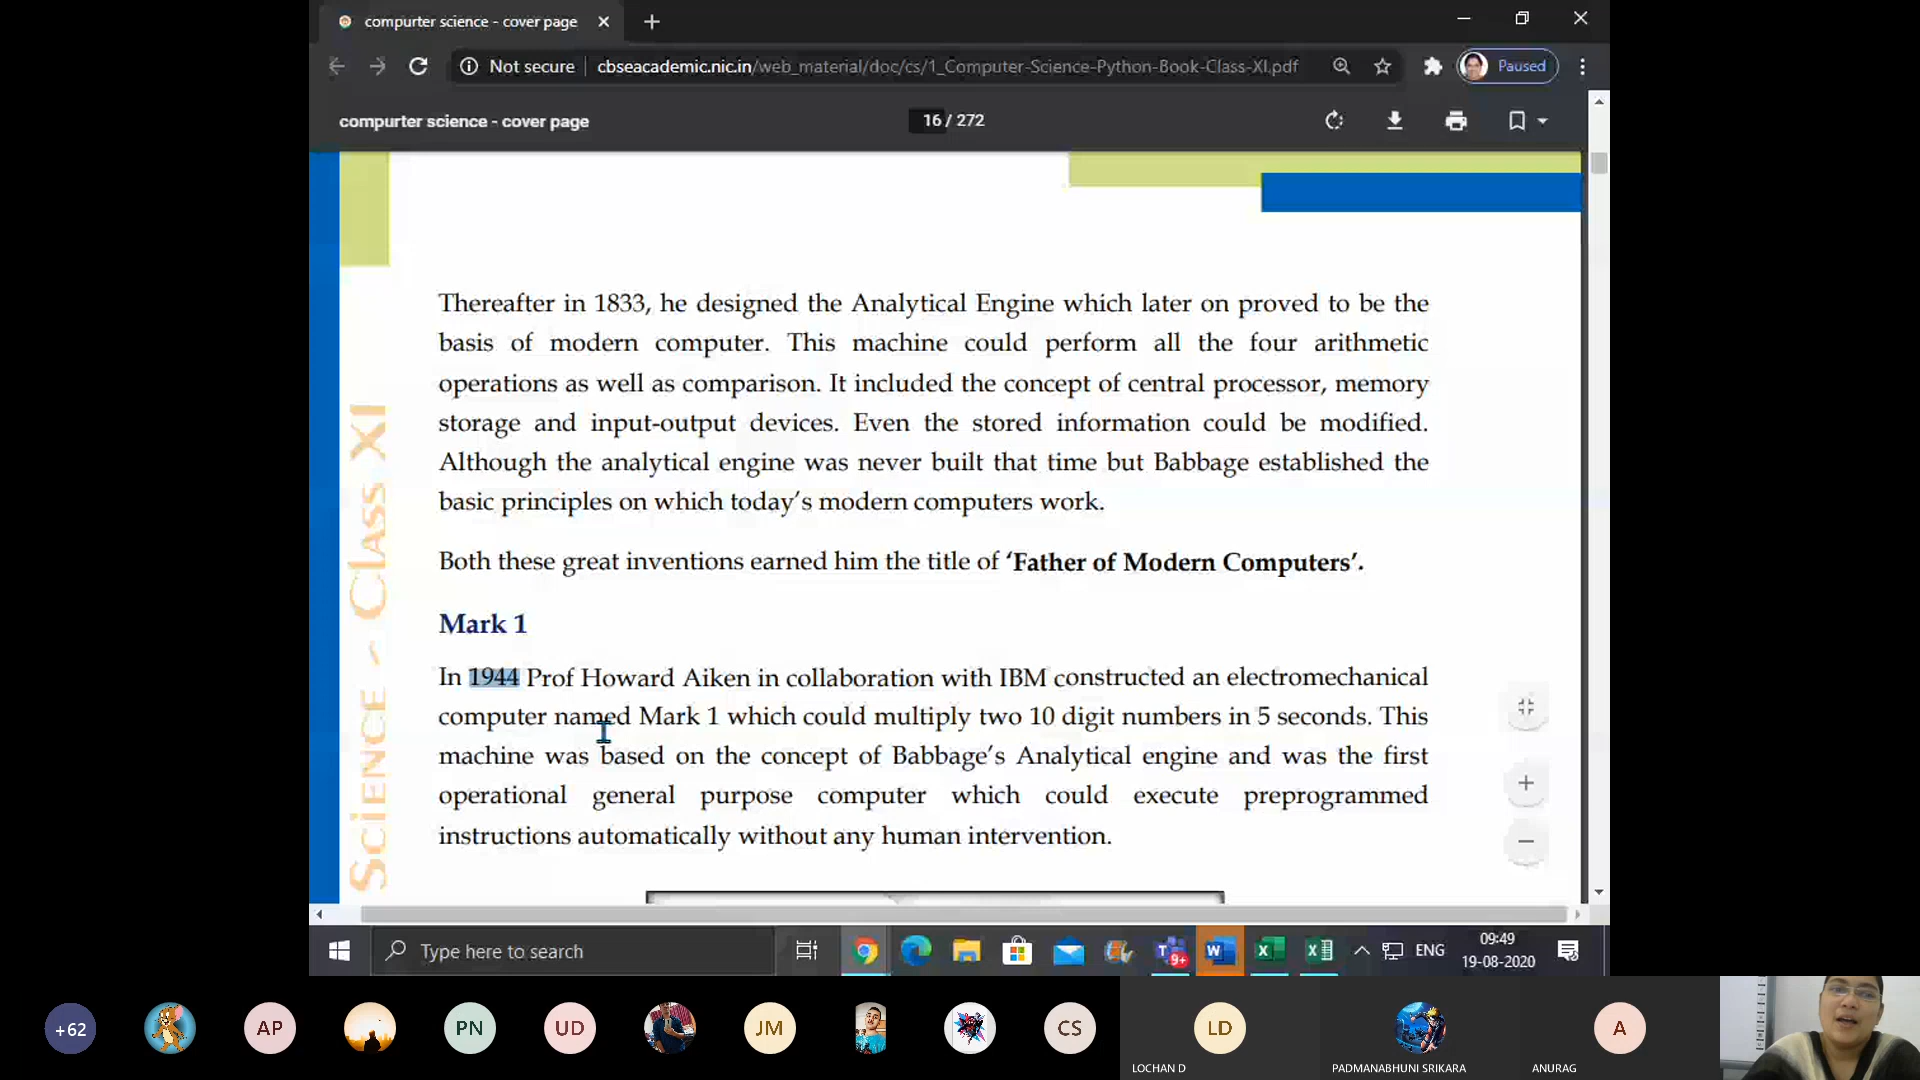 compurter science - cover page
Not secure cbseacademic.nic.in/web_material/doc/cs/1_Computer-Science-Python-Book-Class-XI.pdf Paused
compurter science - cover page 16 / 272
Thereafter in 1833, he designed the Analytical Engine which later on proved to be the
basis of modern computer. This machine could perform all the four arithmetic
operations as well as comparison. It included the concept of central processor, memory
storage and input-output devices. Even the stored information could be modified.
Although the analytical engine was never built that time but Babbage established the
basic principles on which today's modern computers work.
Both these great inventions earned him the title of 'Father of Modern Computers'.
Mark 1
In 1944 Prof Howard Aiken in collaboration with IBM constructed an electromechanical
computer named Mark 1 which could multiply two 10 digit numbers in 5 seconds. This
machine was based on the concept of Babbage's Analytical engine and was the first
operational general purpose computer which could execute preprogrammed
instructions automatically without any human intervention.
Science - Class XI
Type here to search 9+ ENG 09:49
19-08-2020
+62 AP PN UD JM CS LD A
LOCHAN D PADMANABHUNI SRIKARA ANURAG